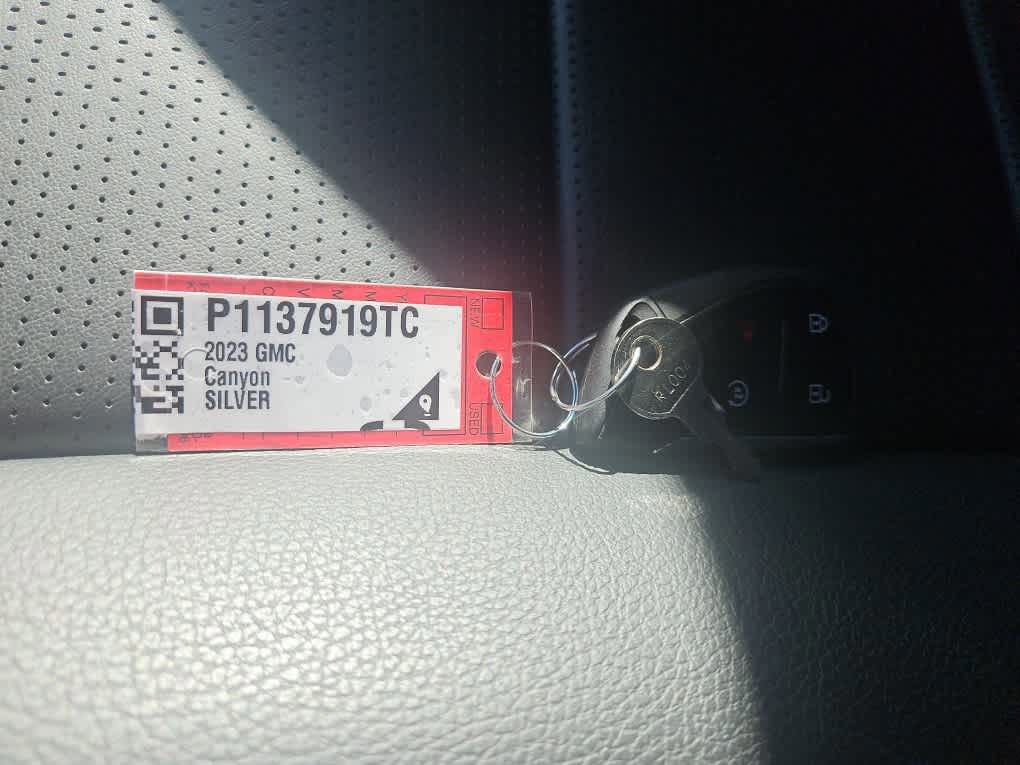 P1137919TC
2023 GMC
Canyon
SILVER
NEW
USED